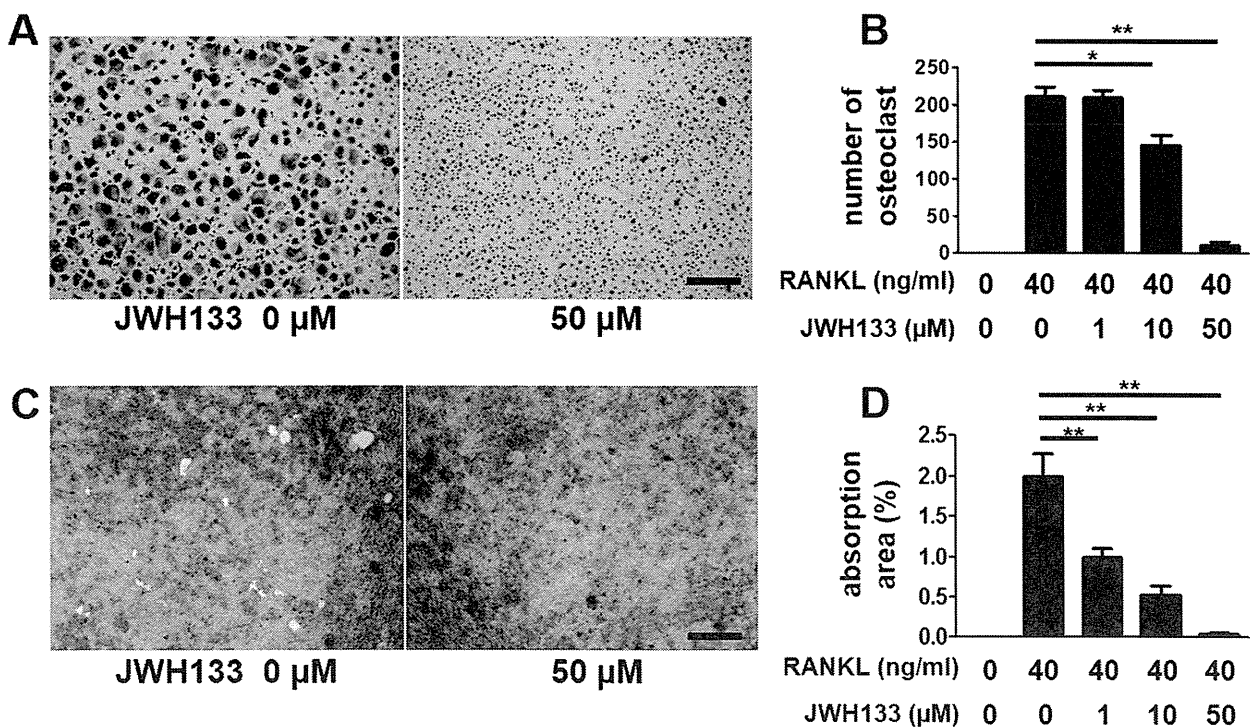 A
JWH133 0 µM
50 µM
B
**
*
number of
osteoclast
250
200
150
100
50
0
RANKL (ng/ml) 0 40 40 40 40
JWH133 (µM) 0 0 1 10 50
C
JWH133 0 µM
50 µM
D
**
**
**
absorption
area (%)
2.5
2.0
1.5
1.0
0.5
0.0
RANKL (ng/ml) 0 40 40 40 40
JWH133 (µM) 0 0 1 10 50